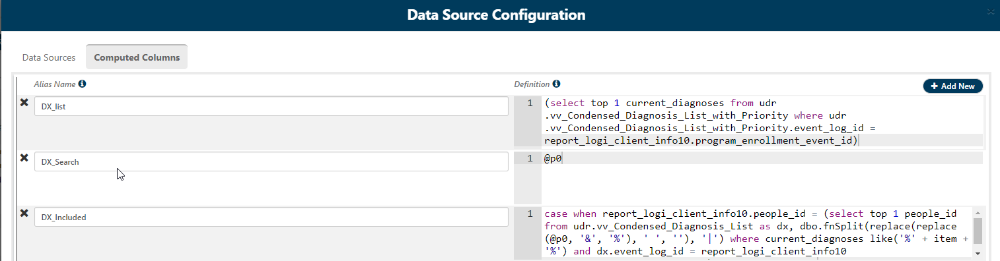 Data Source Configuration
Data Sources
Computed Columns
Alias Name
Definition
Add New
DX_list
1
(select top 1 current_diagnoses from udr
.vv_Condensed_Diagnosis_List_with_Priority where udr
.vv_Condensed_Diagnosis_List_with_Priority.event_log_id =
report_logi_client_info10.program_enrollment_event_id)
DX_Search
1
@p0
DX_Included
1
case when report_logi_client_info10.people_id = (select top 1 people_id
from udr.vv_Condensed_Diagnosis_List as dx, dbo.fnSplit(replace(replace
(@p0, '&', '%'), ' ', ''), '|') where current_diagnoses like('%' + item +
'%') and dx.event_log_id = report_logi_client_info10